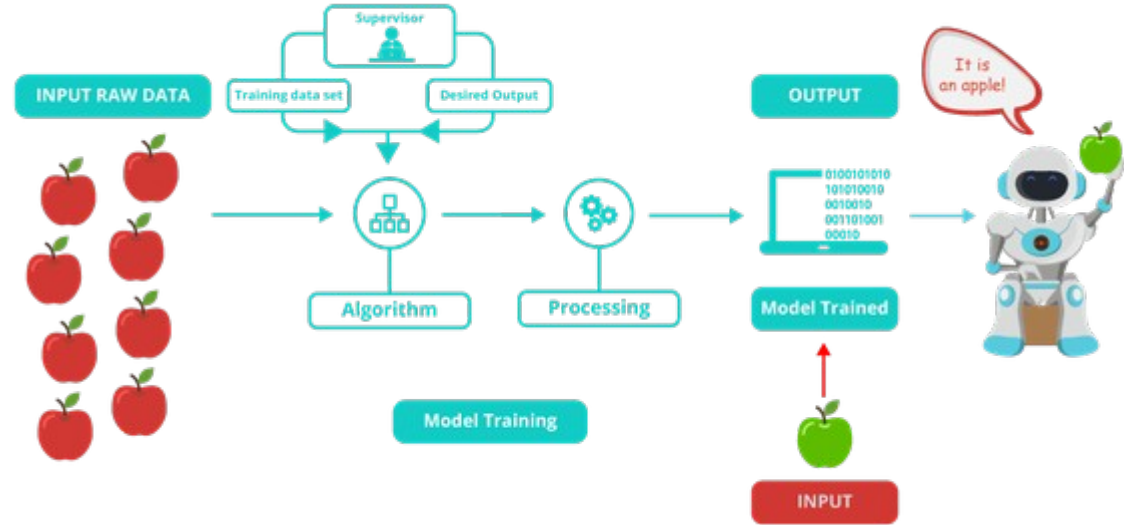 Supervisor
INPUT RAW DATA
Training data set
Desired Output
OUTPUT
It is
an apple!
0100101010
101010010
0010010
001101001
00010
Algorithm
Processing
Model Trained
Model Training
INPUT